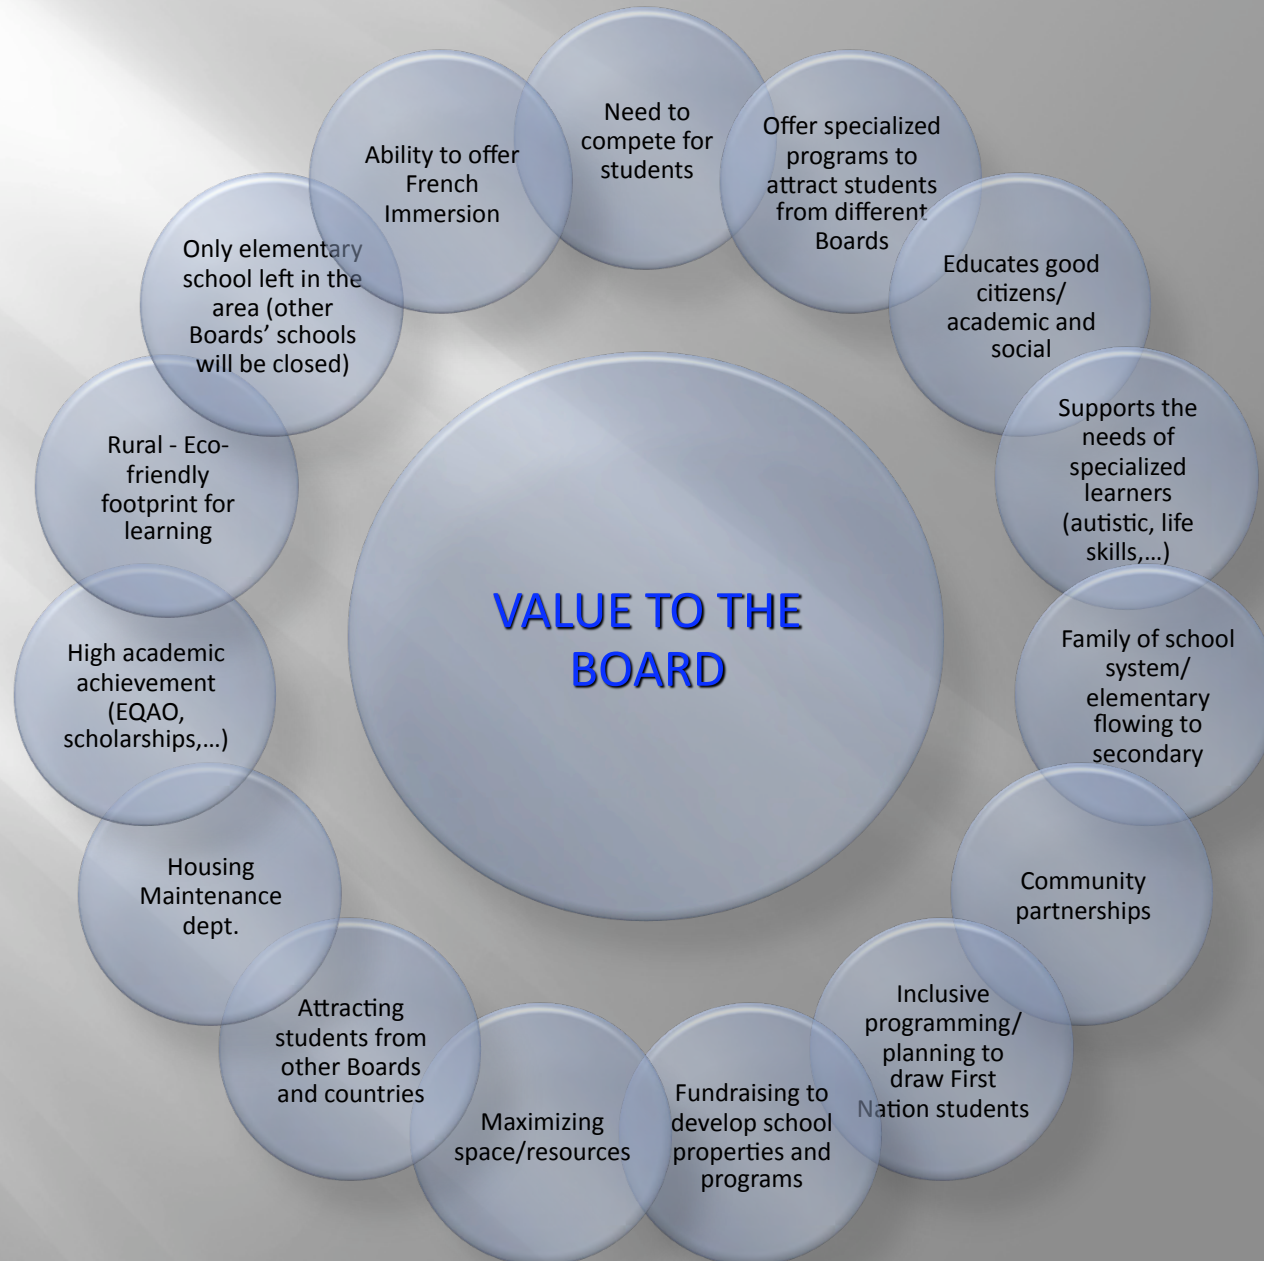 Need to
compete for
students
Offer specialized
programs to
attract students
from different
Boards
Educates good
citizens/
academic and
social
Supports the
needs of
specialized
learners
(autistic, life
skills,...)
Family of school
system/
elementary
flowing to
secondary
Community
partnerships
Inclusive
programming/
planning to
draw First
Nation students
Fundraising to
develop school
properties and
programs
Maximizing
space/resources
Attracting
students from
other Boards
and countries
Housing
Maintenance
dept.
High academic
achievement
(EQAO,
scholarships,...)
Rural - Eco-
friendly
footprint for
learning
Only elementary
school left in the
area (other
Boards’ schools
will be closed)
Ability to offer
French
Immersion
VALUE TO THE
BOARD